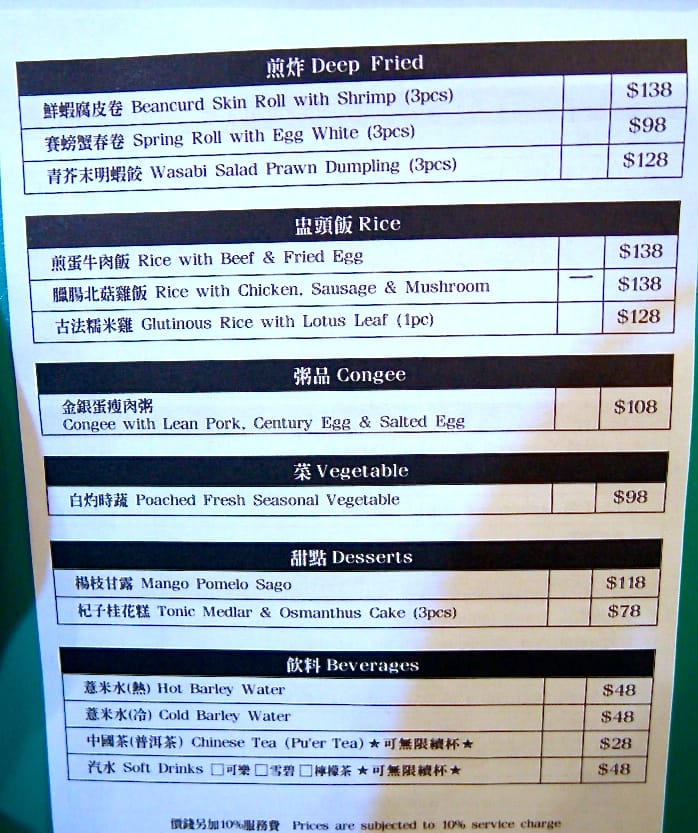 煎炸 Deep Fried
鮮蝦腐皮卷 Beancurd Skin Roll with Shrimp (3pcs) $138
賽螃蟹春卷 Spring Roll with Egg White (3pcs) $98
青芥末明蝦餃 Wasabi Salad Prawn Dumpling (3pcs) $128
盅頭飯 Rice
煎蛋牛肉飯 Rice with Beef & Fried Egg $138
臘腸北菇雞飯 Rice with Chicken, Sausage & Mushroom $138
古法糯米雞 Glutinous Rice with Lotus Leaf (1pc) $128
粥品 Congee
金銀蛋瘦肉粥
Congee with Lean Pork, Century Egg & Salted Egg $108
菜 Vegetable
白灼時蔬 Poached Fresh Seasonal Vegetable $98
甜點 Desserts
楊枝甘露 Mango Pomelo Sago $118
杞子桂花糕 Tonic Medlar & Osmanthus Cake (3pcs) $78
飲料 Beverages
薏米水(熱) Hot Barley Water $48
薏米水(冷) Cold Barley Water $48
中國茶(普洱茶) Chinese Tea (Pu'er Tea) ★可無限續杯★ $28
汽水 Soft Drinks □可樂 □雪碧 □檸檬茶 ★可無限續杯★ $48
價錢另加10%服務費 Prices are subjected to 10% service charge